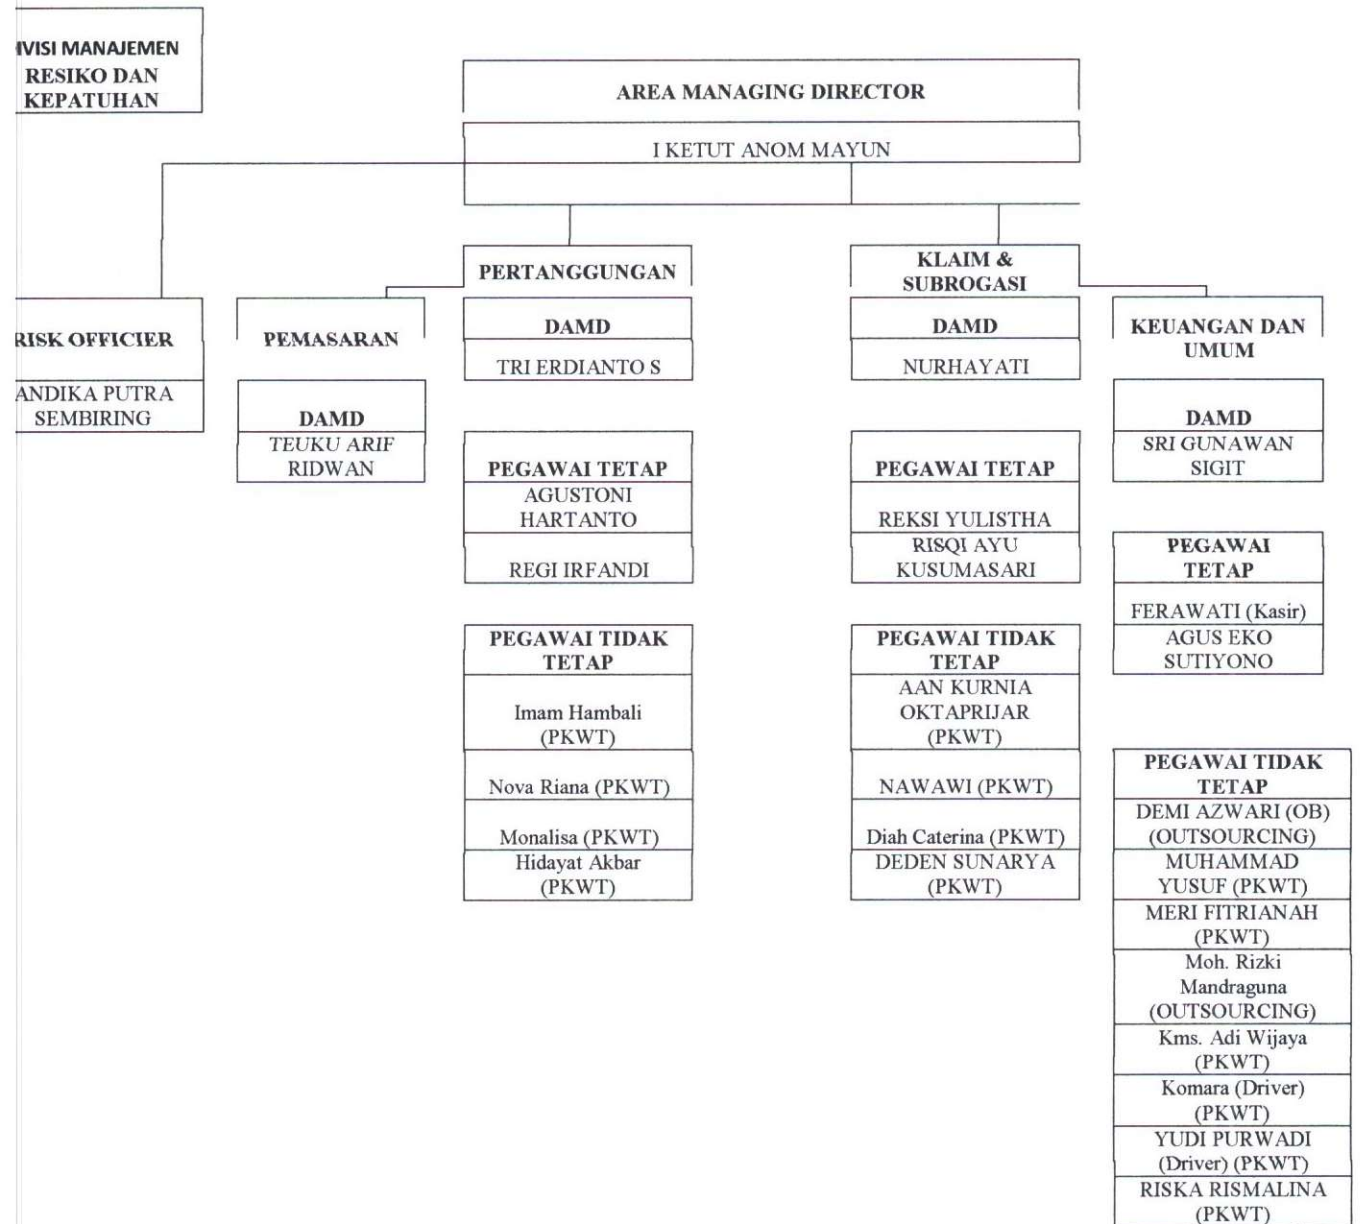 IVISI MANAJEMEN
RESIKO DAN
KEPATUHAN
AREA MANAGING DIRECTOR
I KETUT ANOM MAYUN
RISK OFFICIER
ANDIKA PUTRA
SEMBIRING
PEMASARAN
DAMD
TEUKU ARIF
RIDWAN
PERTANGGUNGAN
DAMD
TRI ERDIANTO S
PEGAWAI TETAP
AGUSTONI
HARTANTO
REGI IRFANDI
PEGAWAI TIDAK
TETAP
Imam Hambali
(PKWT)
Nova Riana (PKWT)
Monalisa (PKWT)
Hidayat Akbar
(PKWT)
KLAIM &
SUBROGASI
DAMD
NURHAYATI
PEGAWAI TETAP
REKSI YULISTHA
RISQI AYU
KUSUMASARI
PEGAWAI TIDAK
TETAP
AAN KURNIA
OKTAPRIJAR
(PKWT)
NAWAWI (PKWT)
Diah Caterina (PKWT)
DEDEN SUNARYA
(PKWT)
KEUANGAN DAN
UMUM
DAMD
SRI GUNAWAN
SIGIT
PEGAWAI
TETAP
FERAWATI (Kasir)
AGUS EKO
SUTIYONO
PEGAWAI TIDAK
TETAP
DEMI AZWARI (OB)
(OUTSOURCING)
MUHAMMAD
YUSUF (PKWT)
MERI FITRIANAH
(PKWT)
Moh. Rizki
Mandraguna
(OUTSOURCING)
Kms. Adi Wijaya
(PKWT)
Komara (Driver)
(PKWT)
YUDI PURWADI
(Driver) (PKWT)
RISKA RISMALINA
(PKWT)